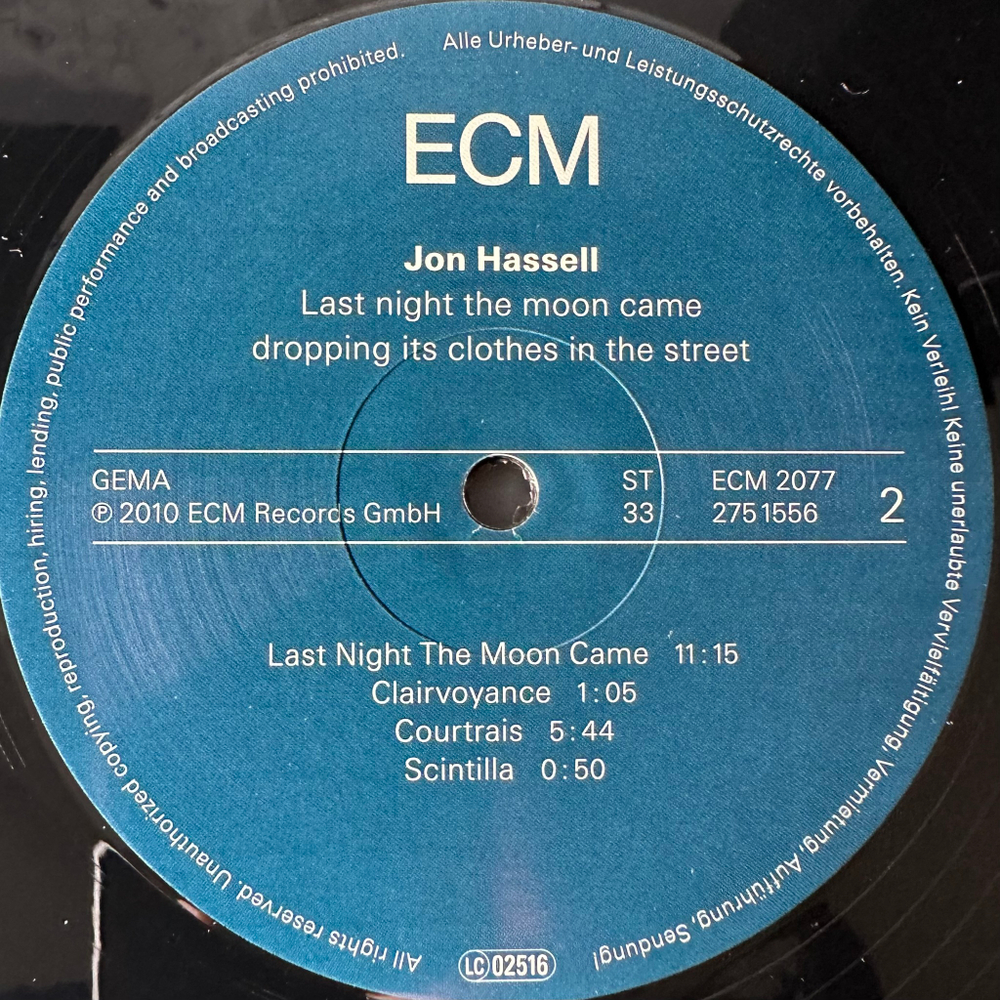 Alle Urheber- und Leistungsschutzrechte vorbehalten. Kein Verleih! Keine unerlaubte Vervielfältigung, Vermietung, Aufführung, Sendung!
ECM
Jon Hassell
Last night the moon came
dropping its clothes in the street
GEMA ST ECM 2077
℗ 2010 ECM Records GmbH 33 275 1556 2
Last Night The Moon Came 11:15
Clairvoyance 1:05
Courtrais 5:44
Scintilla 0:50
LC 02516
All rights reserved. Unauthorized copying, reproduction, hiring, lending, public performance and broadcasting prohibited.